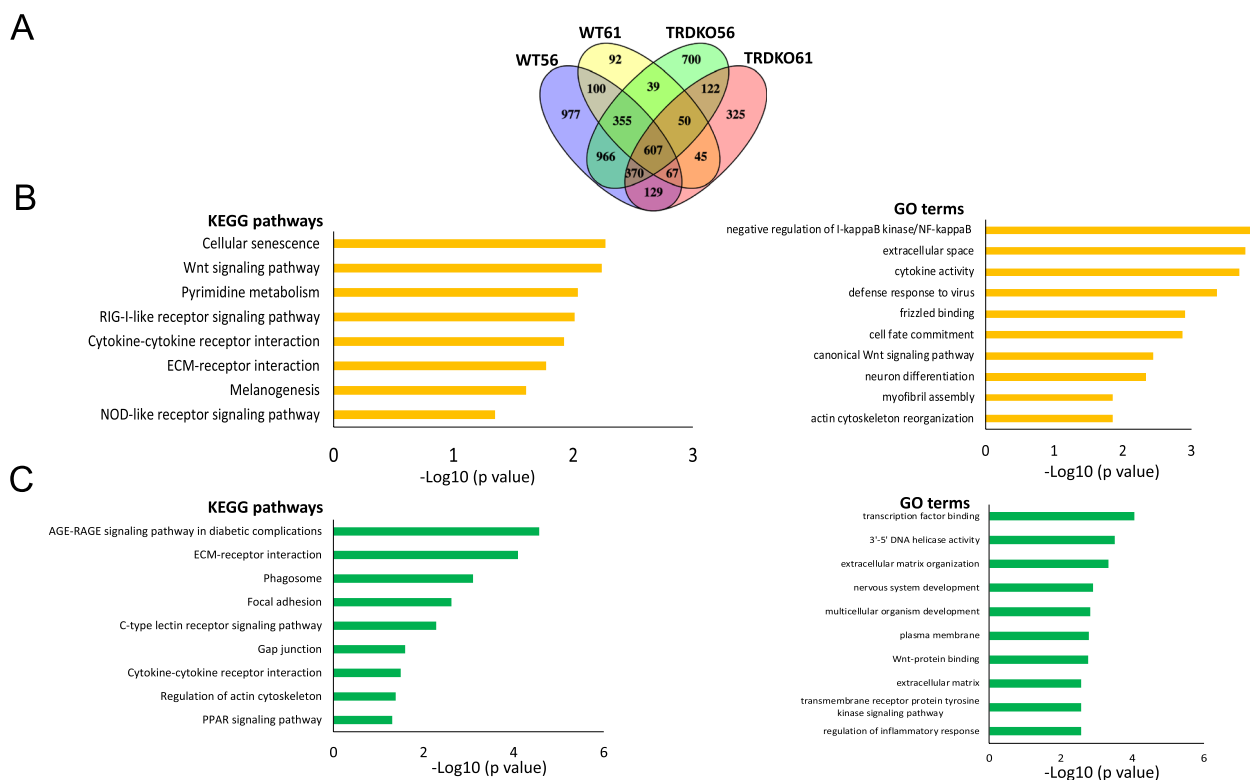 A
WT56
WT61
TRDKO56
TRDKO61
92
700
100
39
122
977
325
355
50
966
607
45
370
67
129
B
KEGG pathways
Cellular senescence
Wnt signaling pathway
Pyrimidine metabolism
RIG-I-like receptor signaling pathway
Cytokine-cytokine receptor interaction
ECM-receptor interaction
Melanogenesis
NOD-like receptor signaling pathway
0 1 2 3
-Log10 (p value)
GO terms
negative regulation of I-kappaB kinase/NF-kappaB
extracellular space
cytokine activity
defense response to virus
frizzled binding
cell fate commitment
canonical Wnt signaling pathway
neuron differentiation
myofibril assembly
actin cytoskeleton reorganization
0 1 2 3
-Log10 (p value)
C
KEGG pathways
AGE-RAGE signaling pathway in diabetic complications
ECM-receptor interaction
Phagosome
Focal adhesion
C-type lectin receptor signaling pathway
Gap junction
Cytokine-cytokine receptor interaction
Regulation of actin cytoskeleton
PPAR signaling pathway
0 2 4 6
-Log10 (p value)
GO terms
transcription factor binding
3'-5' DNA helicase activity
extracellular matrix organization
nervous system development
multicellular organism development
plasma membrane
Wnt-protein binding
extracellular matrix
transmembrane receptor protein tyrosine
kinase signaling pathway
regulation of inflammatory response
0 2 4 6
-Log10 (p value)